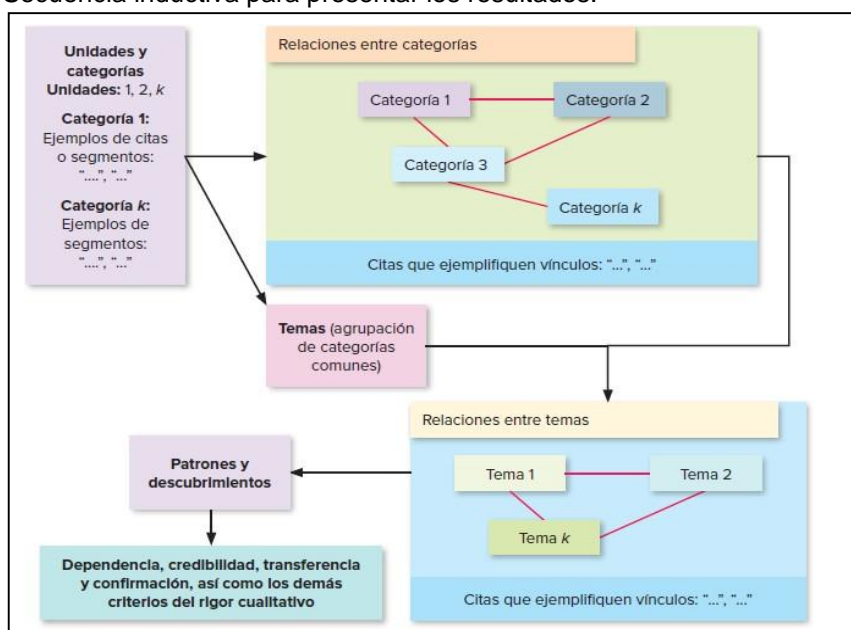 Secuencia inductiva para presentar los resultados.
Unidades y
categorías
Unidades: 1, 2, k
Categoría 1:
Ejemplos de citas
o segmentos:
“....”, “...”
Categoría k:
Ejemplos de
segmentos:
“....”, “...”
Relaciones entre categorías
Categoría 1
Categoría 2
Categoría 3
Categoría k
Citas que ejemplifiquen vínculos: “...”, “...”
Temas (agrupación
de categorías
comunes)
Relaciones entre temas
Tema 1
Tema 2
Tema k
Citas que ejemplifiquen vínculos: “...”, “...”
Patrones y
descubrimientos
Dependencia, credibilidad, transferencia
y confirmación, así como los demás
criterios del rigor cualitativo